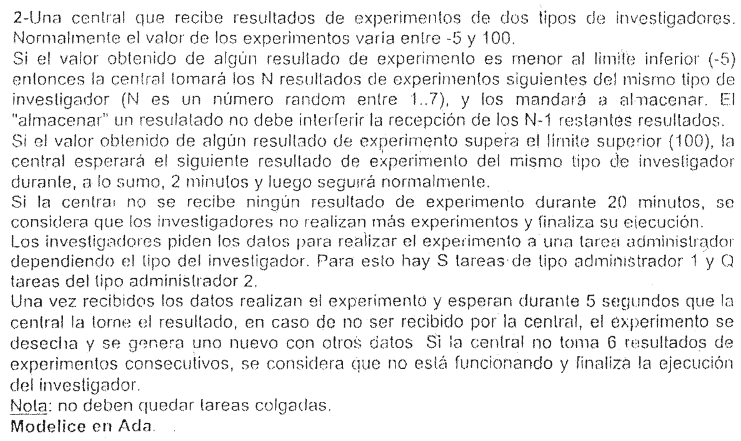 2-Una central que recibe resultados de experimentos de dos tipos de investigadores.
Normalmente el valor de los experimentos varía entre -5 y 100.
Si el valor obtenido de algún resultado de experimento es menor al límite inferior (-5)
entonces la central tomará los N resultados de experimentos siguientes del mismo tipo de
investigador (N es un número random entre 1..7), y los mandará a almacenar. El
"almacenar" un resulatado no debe interferir la recepción de los N-1 restantes resultados.
Si el valor obtenido de algún resultado de experimento supera el límite superior (100), la
central esperará el siguiente resultado de experimento del mismo tipo de investigador
durante, a lo sumo, 2 minutos y luego seguirá normalmente.
Si la central no se recibe ningún resultado de experimento durante 20 minutos, se
considera que los investigadores no realizan más experimentos y finaliza su ejecución.
Los investigadores piden los datos para realizar el experimento a una tarea administrador
dependiendo el tipo del investigador. Para esto hay S tareas de tipo administrador 1 y Q
tareas del tipo administrador 2.
Una vez recibidos los datos realizan el experimento y esperan durante 5 segundos que la
central la tome el resultado, en caso de no ser recibido por la central, el experimento se
desecha y se genera uno nuevo con otros datos Si la central no toma 6 resultados de
experimentos consecutivos, se considera que no está funcionando y finaliza la ejecución
del investigador.
Nota: no deben quedar tareas colgadas.
Modelice en Ada.